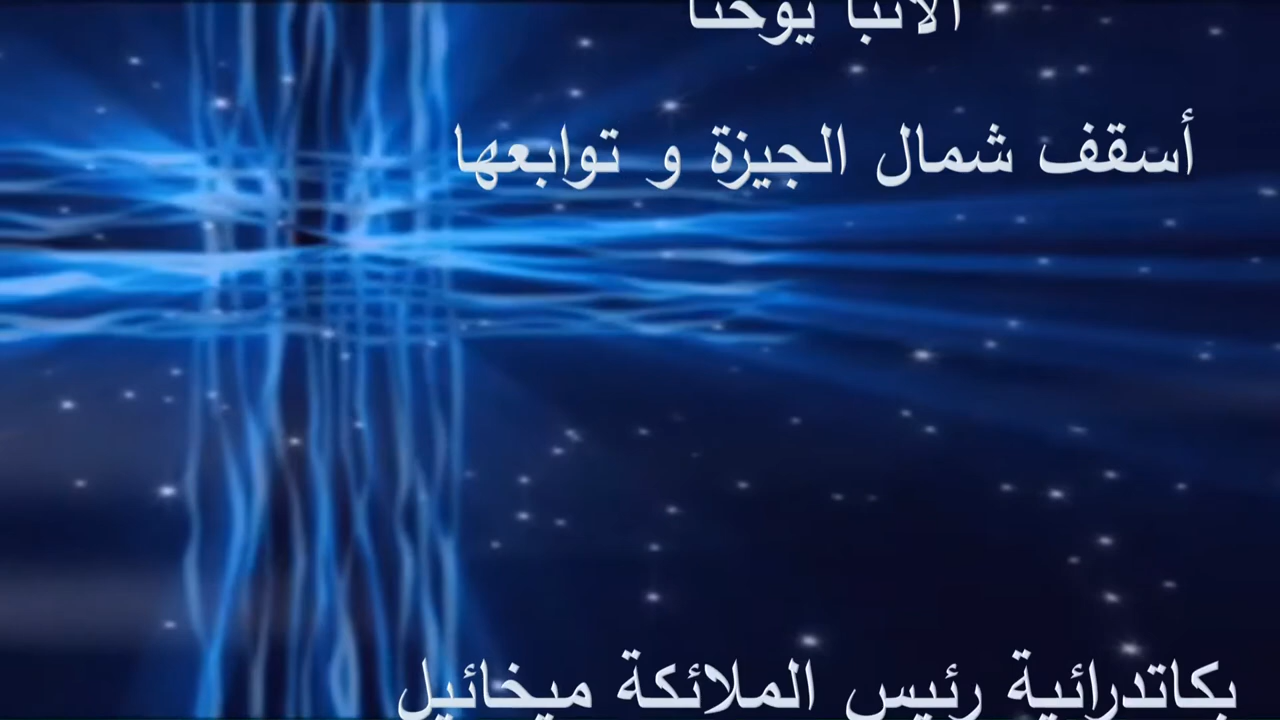 الأنبا يوحنا
أسقف شمال الجيزة و توابعها
بكاتدرائية رئيس الملائكة ميخائيل